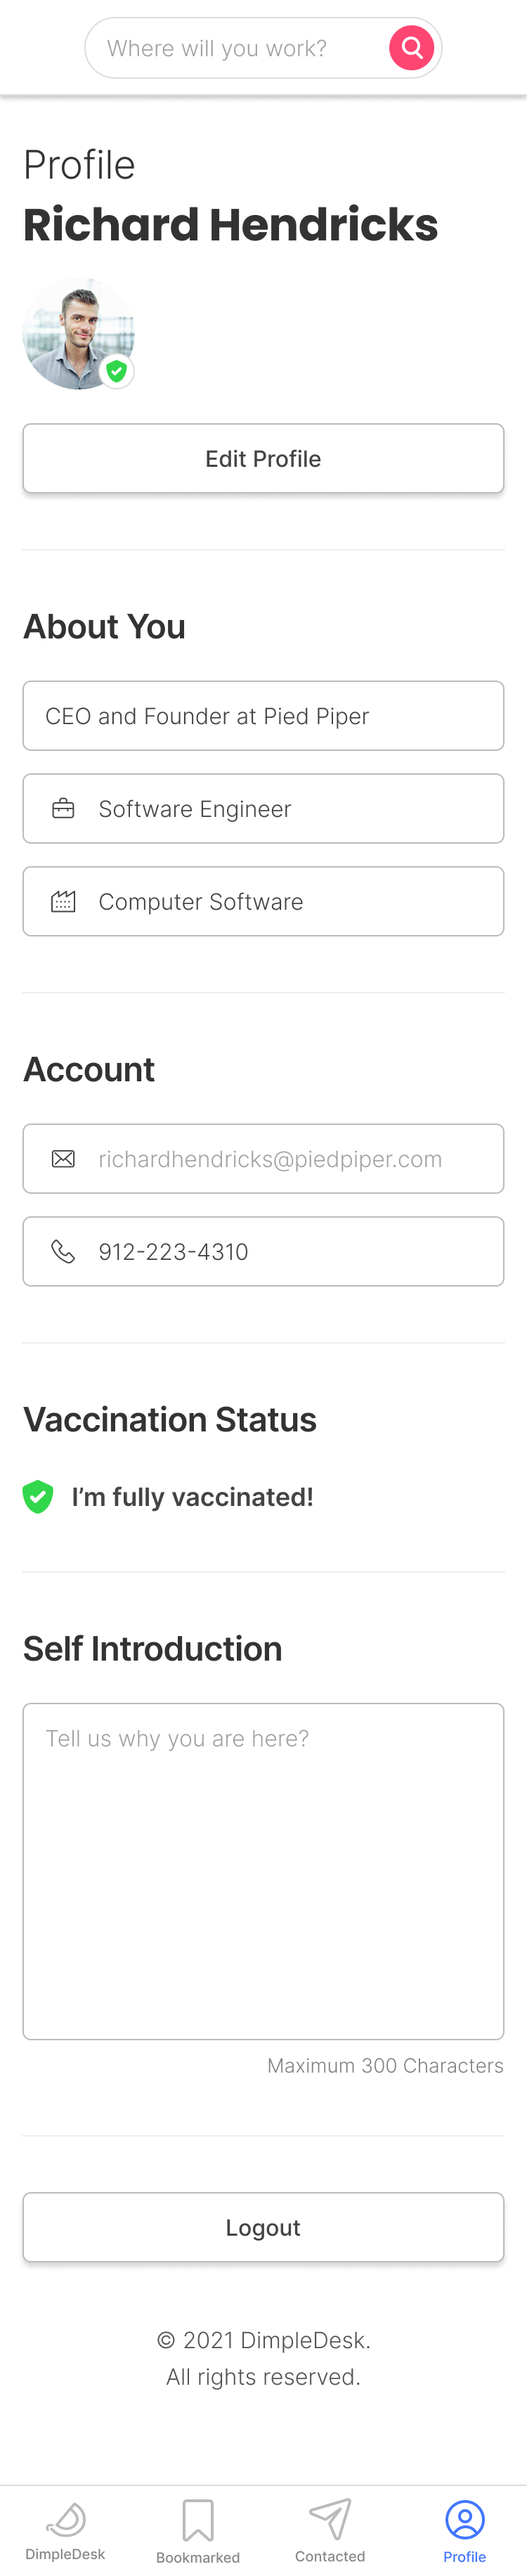 Where will you work?
Profile
Richard Hendricks
Edit Profile
About You
CEO and Founder at Pied Piper
Software Engineer
Computer Software
Account
richardhendricks@piedpiper.com
912-223-4310
Vaccination Status
I’m fully vaccinated!
Self Introduction
Tell us why you are here?
Maximum 300 Characters
Logout
© 2021 DimpleDesk.
All rights reserved.
DimpleDesk Bookmarked Contacted Profile